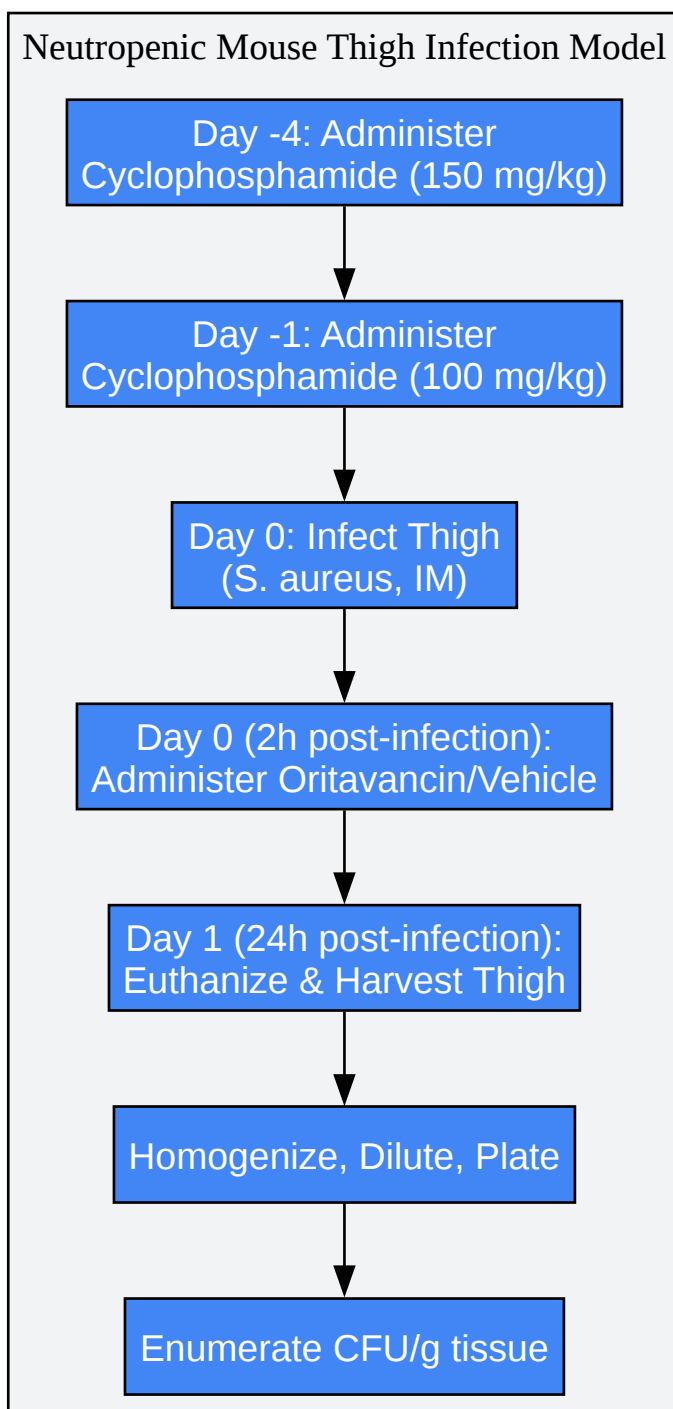 Neutropenic Mouse Thigh Infection Model
Day -4: Administer
Cyclophosphamide (150 mg/kg)
Day -1: Administer
Cyclophosphamide (100 mg/kg)
Day 0: Infect Thigh
(S. aureus, IM)
Day 0 (2h post-infection):
Administer Oritavancin/Vehicle
Day 1 (24h post-infection):
Euthanize & Harvest Thigh
Homogenize, Dilute, Plate
Enumerate CFU/g tissue